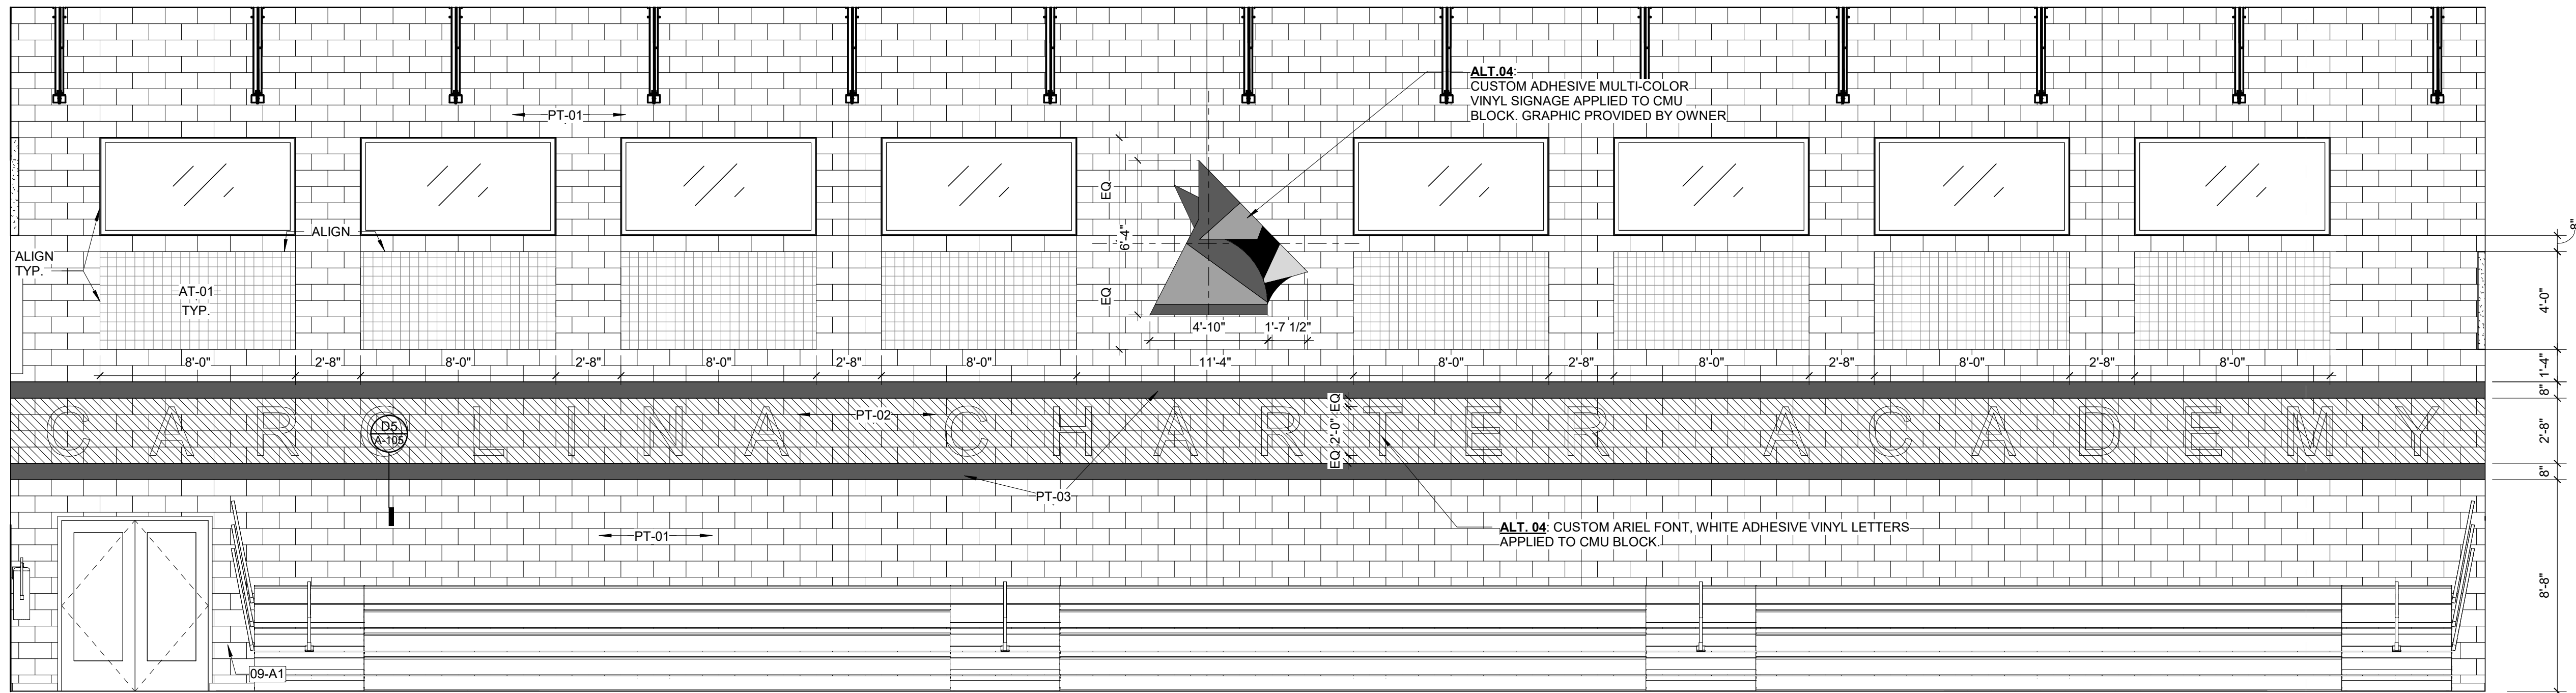 ALT.04:
CUSTOM ADHESIVE MULTI-COLOR
VINYL SIGNAGE APPLIED TO CMU
BLOCK. GRAPHIC PROVIDED BY OWNER
PT-01
EQ
6'-4"
EQ
4'-10"
1'-7 1/2"
ALIGN
ALIGN
TYP.
AT-01
TYP.
8"
4'-0"
8'-0" 2'-8" 8'-0" 2'-8" 8'-0" 2'-8" 8'-0" 11'-4" 8'-0" 2'-8" 8'-0" 2'-8" 8'-0" 2'-8" 8'-0"
1'-4"
8"
PT-02
EQ
2'-0"
EQ
CAROLINA CHARTER ACADEMY
D5
A-105
2'-8"
8"
PT-03
ALT. 04: CUSTOM ARIEL FONT, WHITE ADHESIVE VINYL LETTERS
APPLIED TO CMU BLOCK.
PT-01
8'-8"
09-A1